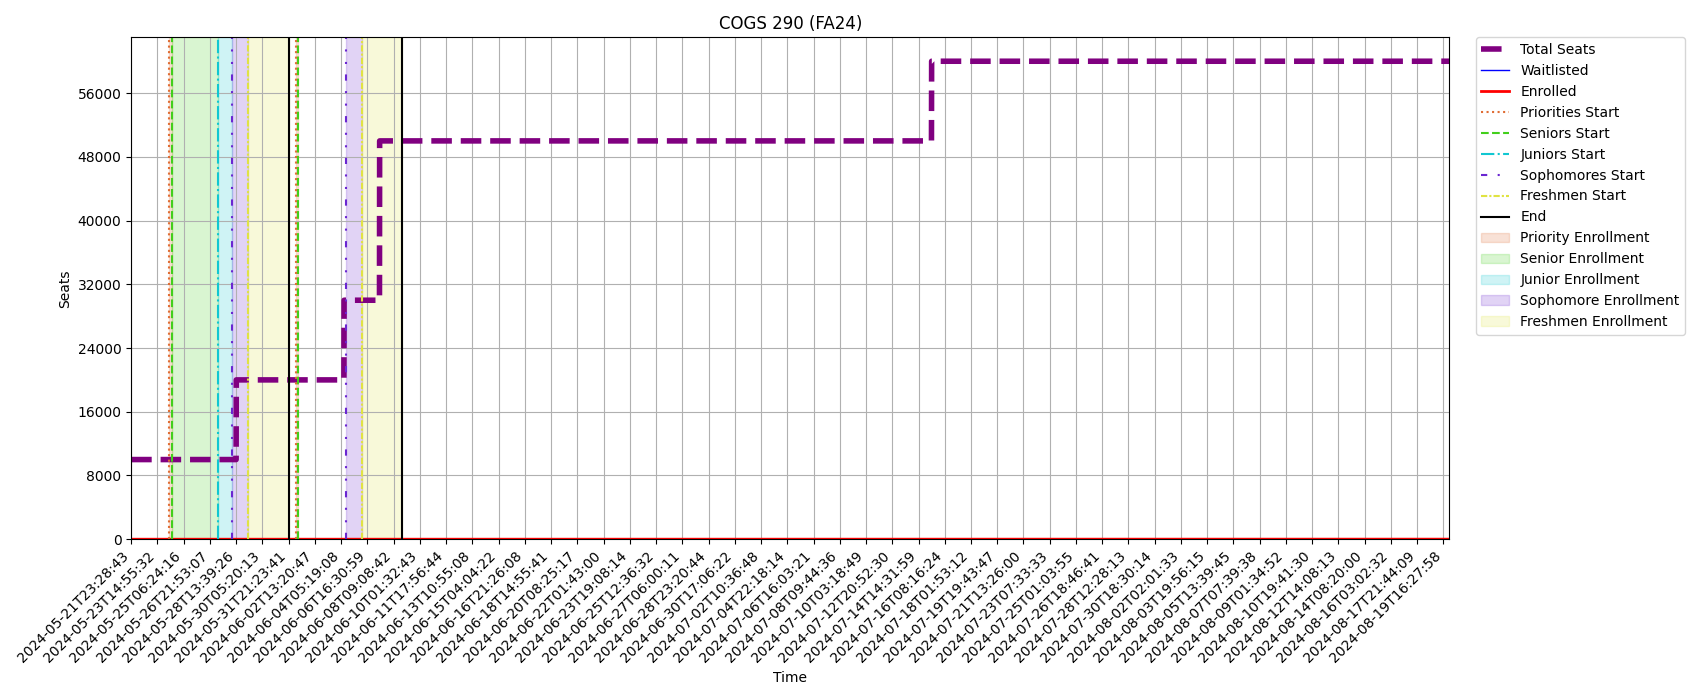 COGS 290 (FA24)
Seats
56000
48000
40000
32000
24000
16000
8000
0
2024-05-21T23:28:43
2024-05-23T14:55:32
2024-05-25T06:24:16
2024-05-26T21:53:07
2024-05-28T13:39:26
2024-05-30T05:20:13
2024-05-31T21:23:41
2024-06-02T13:20:47
2024-06-04T05:19:08
2024-06-06T16:30:59
2024-06-08T09:08:42
2024-06-10T01:32:43
2024-06-11T17:56:44
2024-06-13T10:55:08
2024-06-15T04:04:22
2024-06-16T21:26:08
2024-06-18T14:55:41
2024-06-20T08:25:17
2024-06-22T01:43:00
2024-06-23T19:08:14
2024-06-25T12:36:32
2024-06-27T06:00:11
2024-06-28T23:20:44
2024-06-30T17:06:22
2024-07-02T10:36:48
2024-07-04T22:18:14
2024-07-06T16:03:21
2024-07-08T09:44:36
2024-07-10T03:18:49
2024-07-12T20:52:30
2024-07-14T14:31:59
2024-07-16T08:16:24
2024-07-18T01:53:12
2024-07-19T19:43:47
2024-07-21T13:26:00
2024-07-23T07:33:33
2024-07-25T01:03:55
2024-07-26T18:46:41
2024-07-28T12:28:13
2024-07-30T18:30:14
2024-08-02T02:01:33
2024-08-03T19:56:15
2024-08-05T13:39:45
2024-08-07T07:39:38
2024-08-09T01:34:52
2024-08-10T19:41:30
2024-08-12T14:08:13
2024-08-14T08:20:00
2024-08-16T03:02:32
2024-08-17T21:44:09
2024-08-19T16:27:58
Time
Total Seats
Waitlisted
Enrolled
Priorities Start
Seniors Start
Juniors Start
Sophomores Start
Freshmen Start
End
Priority Enrollment
Senior Enrollment
Junior Enrollment
Sophomore Enrollment
Freshmen Enrollment